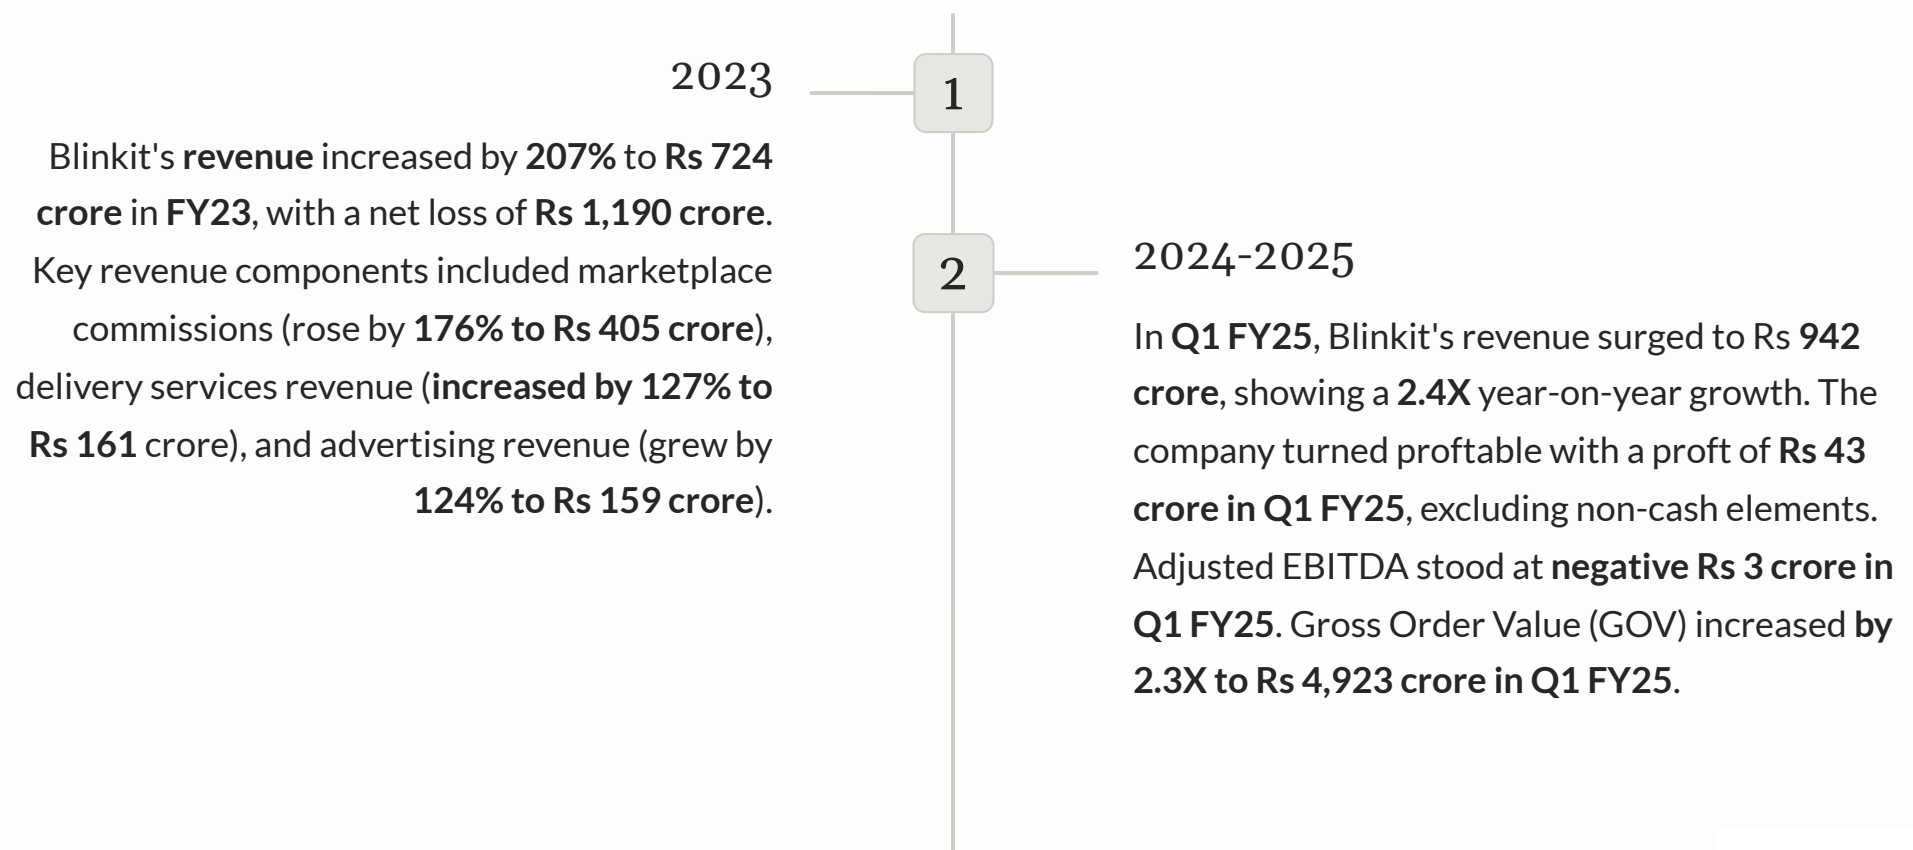 2023
1
Blinkit's revenue increased by 207% to Rs 724
crore in FY23, with a net loss of Rs 1,190 crore.
Key revenue components included marketplace
commissions (rose by 176% to Rs 405 crore),
delivery services revenue (increased by 127% to
Rs 161 crore), and advertising revenue (grew by
124% to Rs 159 crore).
2
2024-2025
In Q1 FY25, Blinkit's revenue surged to Rs 942
crore, showing a 2.4X year-on-year growth. The
company turned proftable with a proft of Rs 43
crore in Q1 FY25, excluding non-cash elements.
Adjusted EBITDA stood at negative Rs 3 crore in
Q1 FY25. Gross Order Value (GOV) increased by
2.3X to Rs 4,923 crore in Q1 FY25.